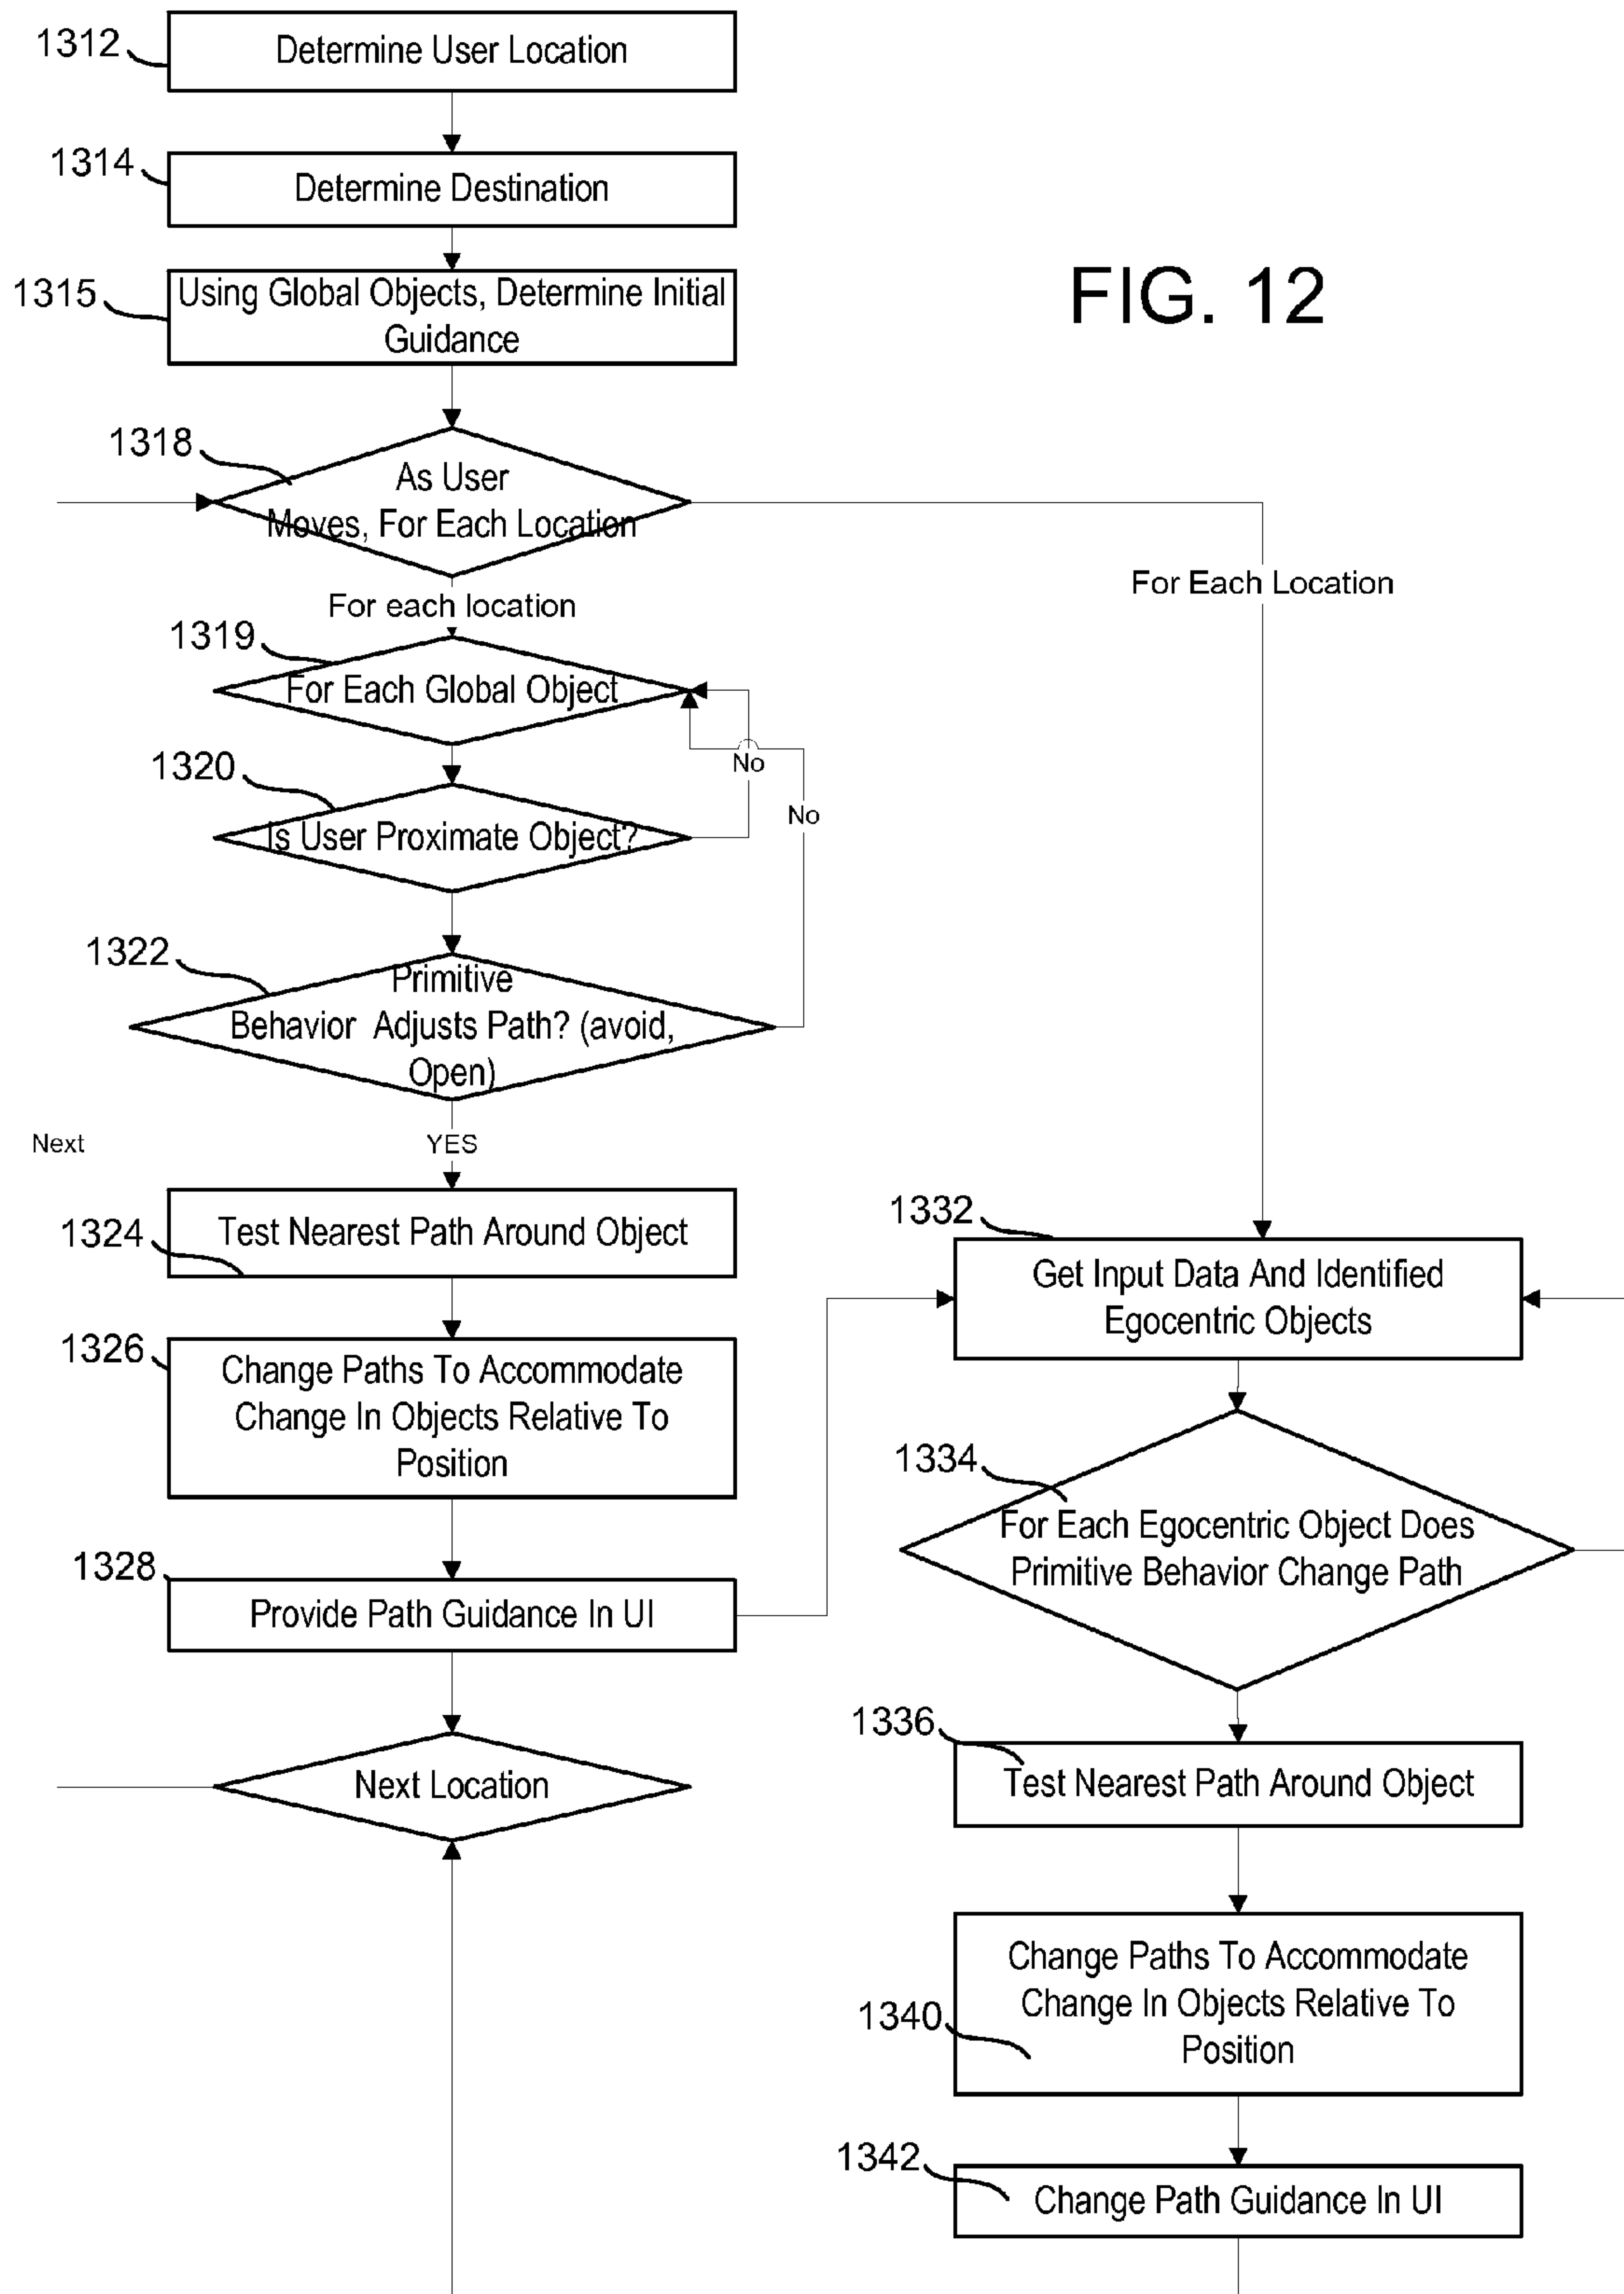 1312
Determine User Location
1314
Determine Destination
1315
Using Global Objects, Determine Initial
Guidance
FIG. 12
1318
As User
Moves, For Each Location
For each location
For Each Location
1319
For Each Global Object
No
1320
Is User Proximate Object?
No
1322
Primitive
Behavior Adjusts Path? (avoid,
Open)
Next
YES
1324
Test Nearest Path Around Object
1326
Change Paths To Accommodate
Change In Objects Relative To
Position
1328
Provide Path Guidance In UI
Next Location
1332
Get Input Data And Identified
Egocentric Objects
1334
For Each Egocentric Object Does
Primitive Behavior Change Path
1336
Test Nearest Path Around Object
1340
Change Paths To Accommodate
Change In Objects Relative To
Position
1342
Change Path Guidance In UI